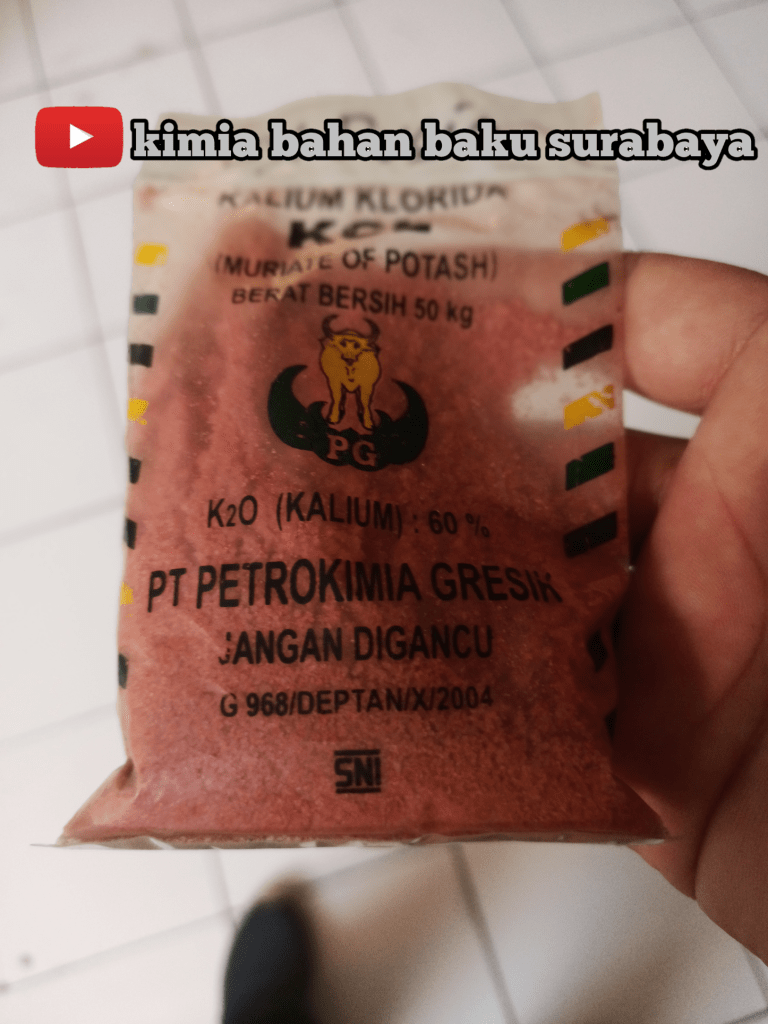 kimia bahan baku surabaya
KALIUM KLORIDA
(MURIATE OF POTASH)
BERAT BERSIH 50 kg
PG
K2O (KALIUM) : 60 %
PT PETROKIMIA GRESIK
JANGAN DIGANCU
G 968/DEPTAN/X/2004
SNI